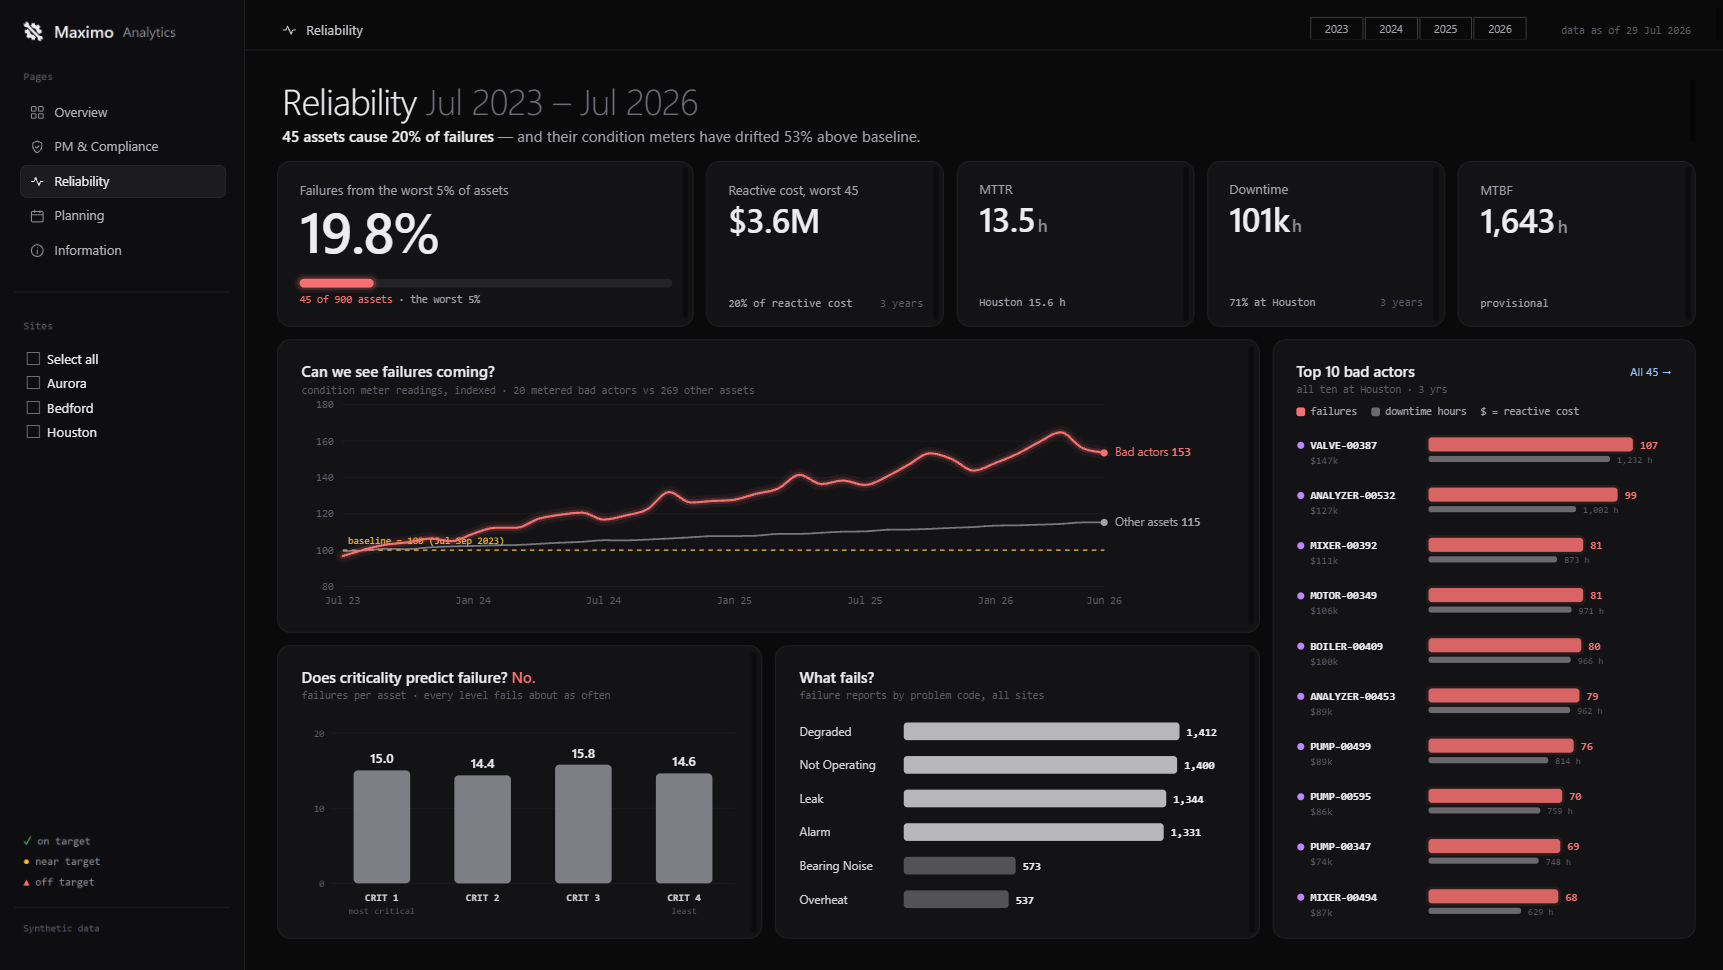 Maximo Analytics
Pages
Overview
PM & Compliance
Reliability
Planning
Information
Sites
Select all
Aurora
Bedford
Houston
✓ on target
● near target
▲ off target
Synthetic data
Reliability
2023 2024 2025 2026
data as of 29 Jul 2026
Reliability Jul 2023 – Jul 2026
45 assets cause 20% of failures — and their condition meters have drifted 53% above baseline.
Failures from the worst 5% of assets
19.8%
45 of 900 assets · the worst 5%
Reactive cost, worst 45
$3.6M
20% of reactive cost 3 years
MTTR
13.5 h
Houston 15.6 h
Downtime
101k h
71% at Houston 3 years
MTBF
1,643 h
provisional
Can we see failures coming?
condition meter readings, indexed · 20 metered bad actors vs 269 other assets
180
160
140
120
100
80
baseline = 100 (Jul-Sep 2023)
Bad actors 153
Other assets 115
Jul 23 Jan 24 Jul 24 Jan 25 Jul 25 Jan 26 Jun 26
Does criticality predict failure? No.
failures per asset · every level fails about as often
20
10
0
15.0 14.4 15.8 14.6
CRIT 1 CRIT 2 CRIT 3 CRIT 4
most critical least
What fails?
failure reports by problem code, all sites
Degraded 1,412
Not Operating 1,400
Leak 1,344
Alarm 1,331
Bearing Noise 573
Overheat 537
Top 10 bad actors All 45 →
all ten at Houston · 3 yrs
failures downtime hours $ = reactive cost
VALVE-00387 107
$147k 1,232 h
ANALYZER-00532 99
$127k 1,002 h
MIXER-00392 81
$111k 873 h
MOTOR-00349 81
$106k 971 h
BOILER-00409 80
$100k 966 h
ANALYZER-00453 79
$89k 962 h
PUMP-00499 76
$89k 814 h
PUMP-00595 70
$86k 759 h
PUMP-00347 69
$74k 748 h
MIXER-00494 68
$87k 629 h